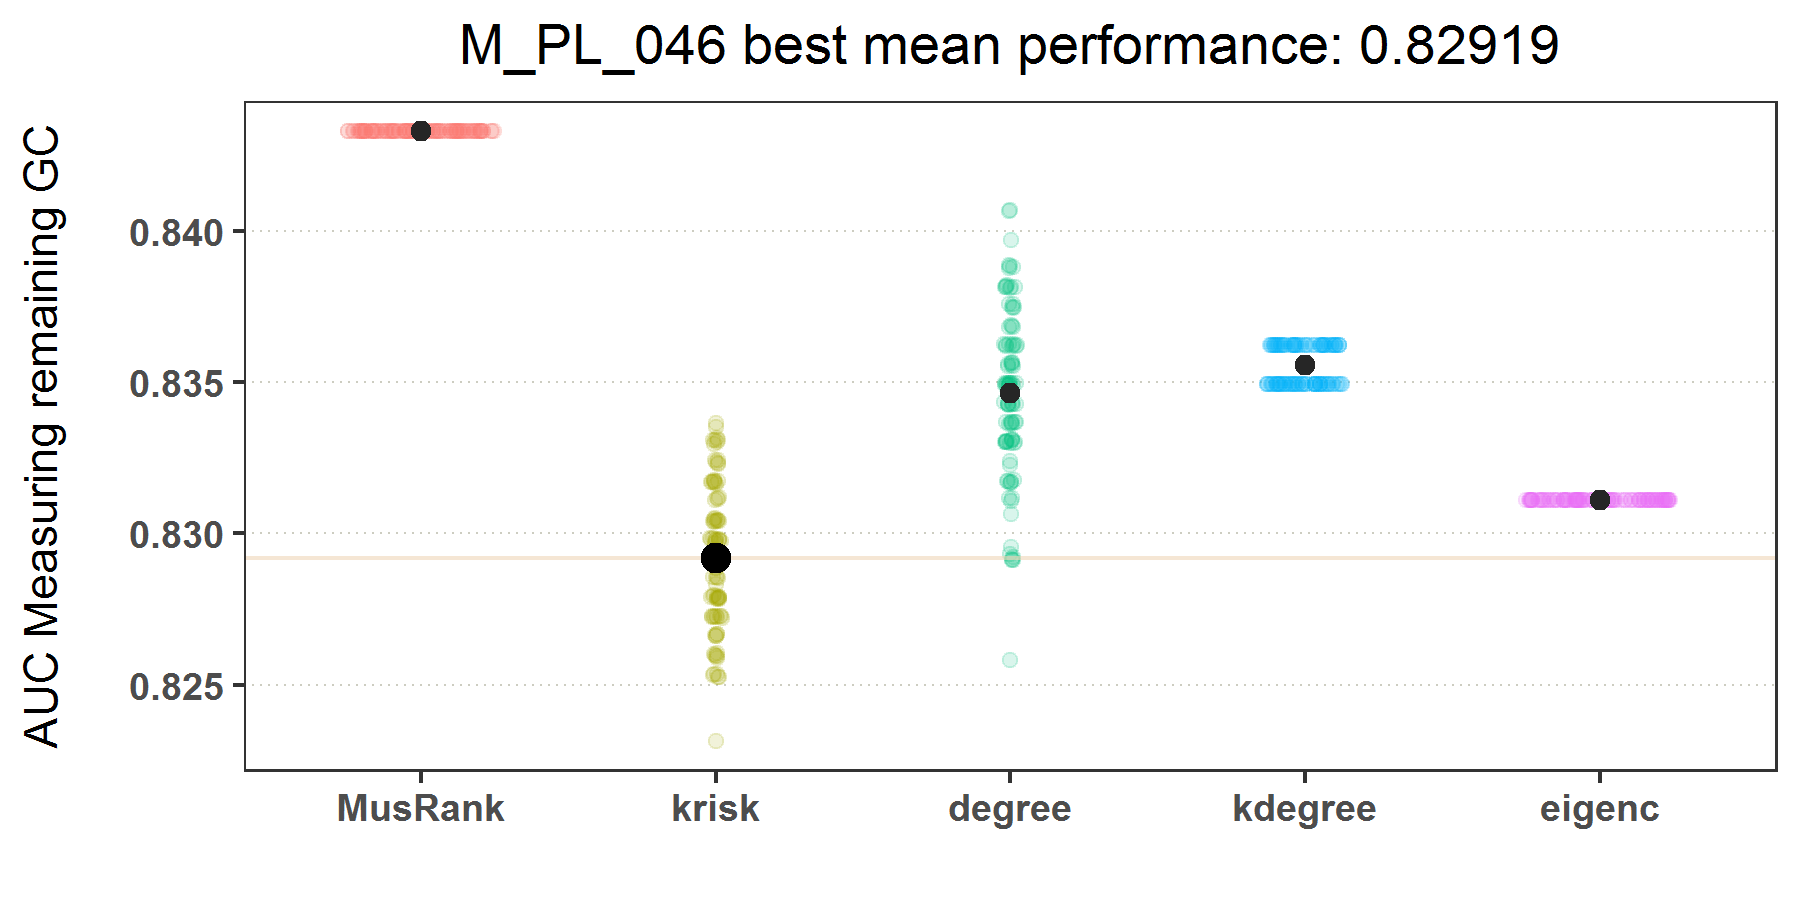 M_PL_046 best mean performance: 0.82919
AUC Measuring remaining GC
0.840
0.835
0.830
0.825
MusRank krisk degree kdegree eigenc